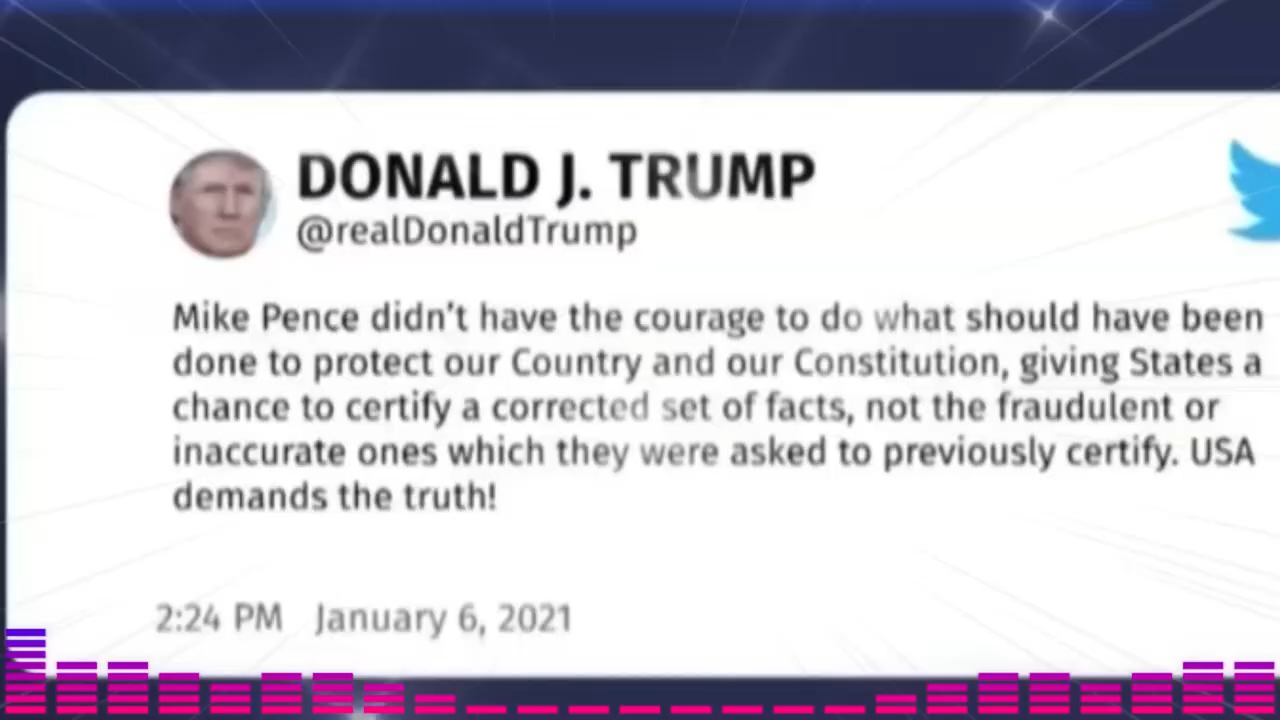 DONALD J. TRUMP
@realDonaldTrump
Mike Pence didn't have the courage to do what should have been
done to protect our Country and our Constitution, giving States a
chance to certify a corrected set of facts, not the fraudulent or
inaccurate ones which they were asked to previously certify. USA
demands the truth!
2:24 PM January 6, 2021